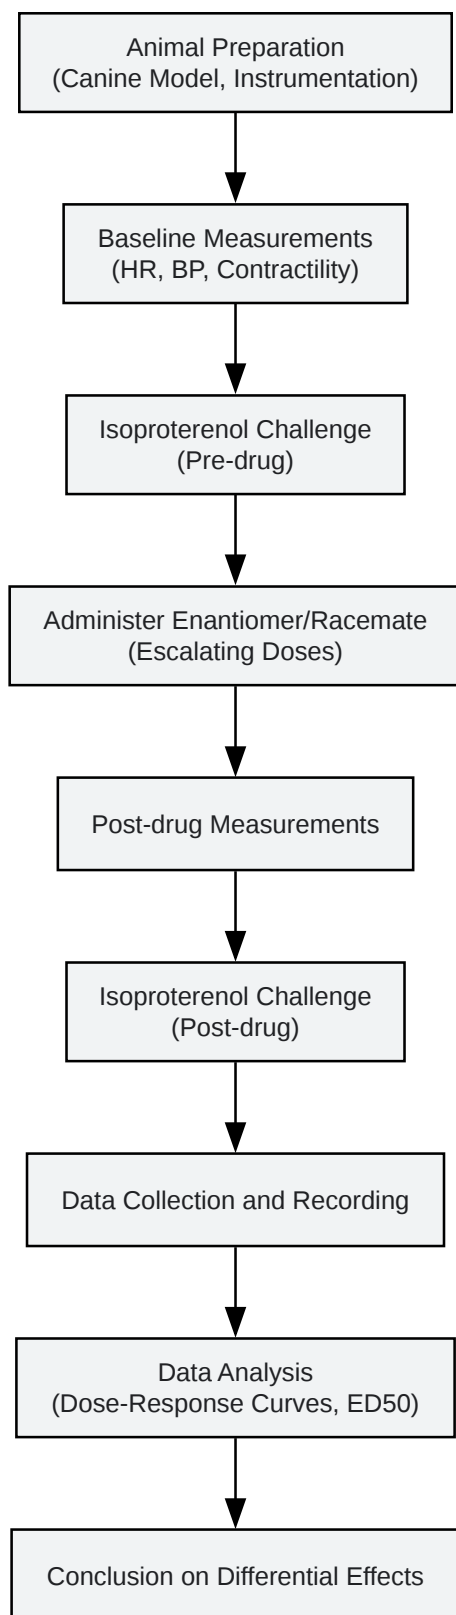 Animal Preparation
(Canine Model, Instrumentation)
Baseline Measurements
(HR, BP, Contractility)
Isoproterenol Challenge
(Pre-drug)
Administer Enantiomer/Racemate
(Escalating Doses)
Post-drug Measurements
Isoproterenol Challenge
(Post-drug)
Data Collection and Recording
Data Analysis
(Dose-Response Curves, ED50)
Conclusion on Differential Effects